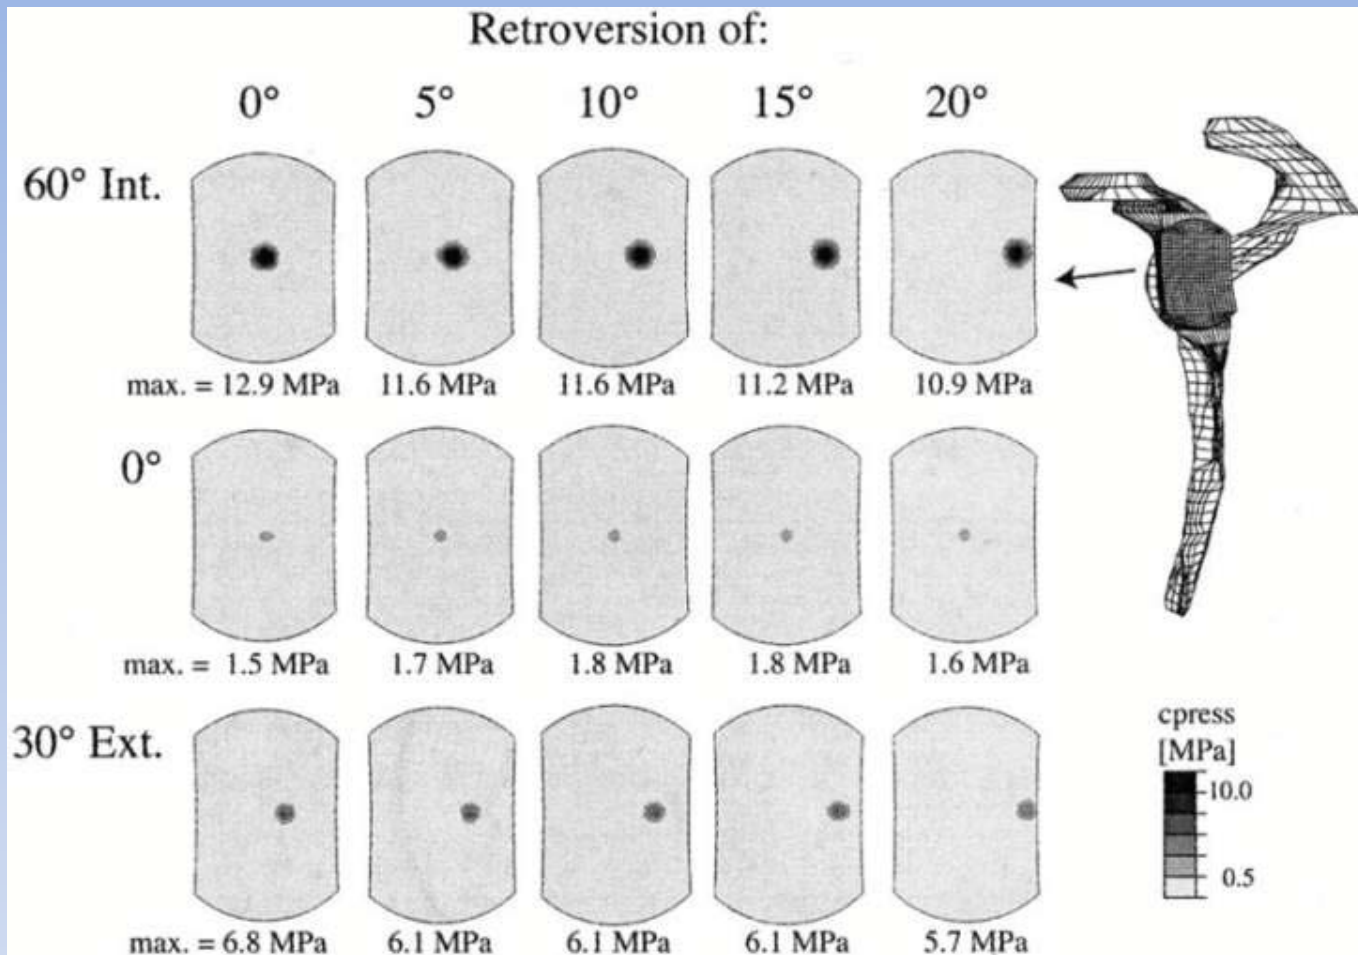 Retroversion of:
0° 5° 10° 15° 20°
60° Int.
max. = 12.9 MPa 11.6 MPa 11.6 MPa 11.2 MPa 10.9 MPa
0°
max. = 1.5 MPa 1.7 MPa 1.8 MPa 1.8 MPa 1.6 MPa
30° Ext.
max. = 6.8 MPa 6.1 MPa 6.1 MPa 6.1 MPa 5.7 MPa
cpress
[MPa]
10.0
0.5